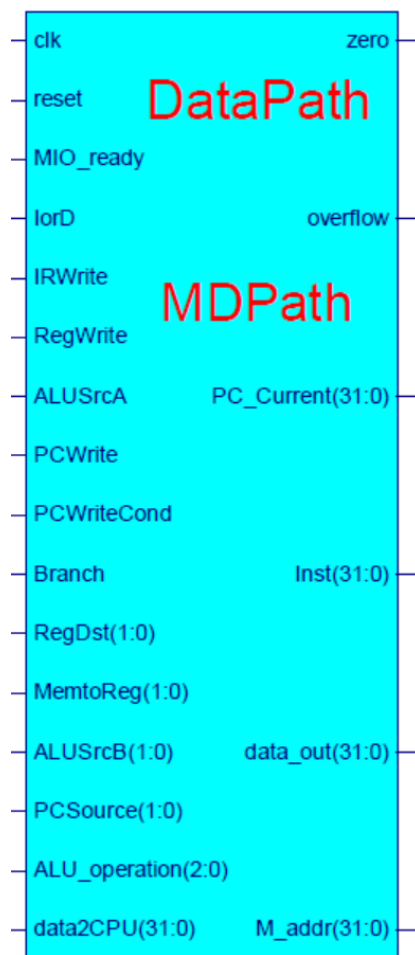 clk zero
reset DataPath
MIO_ready
IorD overflow
IRWrite MDPath
RegWrite
ALUSrcA PC_Current(31:0)
PCWrite
PCWriteCond
Branch Inst(31:0)
RegDst(1:0)
MemtoReg(1:0)
ALUSrcB(1:0) data_out(31:0)
PCSource(1:0)
ALU_operation(2:0)
data2CPU(31:0) M_addr(31:0)